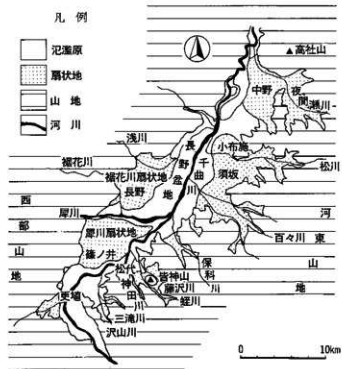 凡 例
氾濫原
扇状地
山 地
河 川
▲高社山
中野
夜間瀬川
浅川
長野盆地
千曲川
小布施
松川
裾花川
裾花川扇状地
長野
須坂
百々川
河東山地
犀川
犀川扇状地
西部山地
篠ノ井
松代
保科川
皆神山
藤沢川
神田川
蛭川
更埴
三滝川
沢山川
0 10km